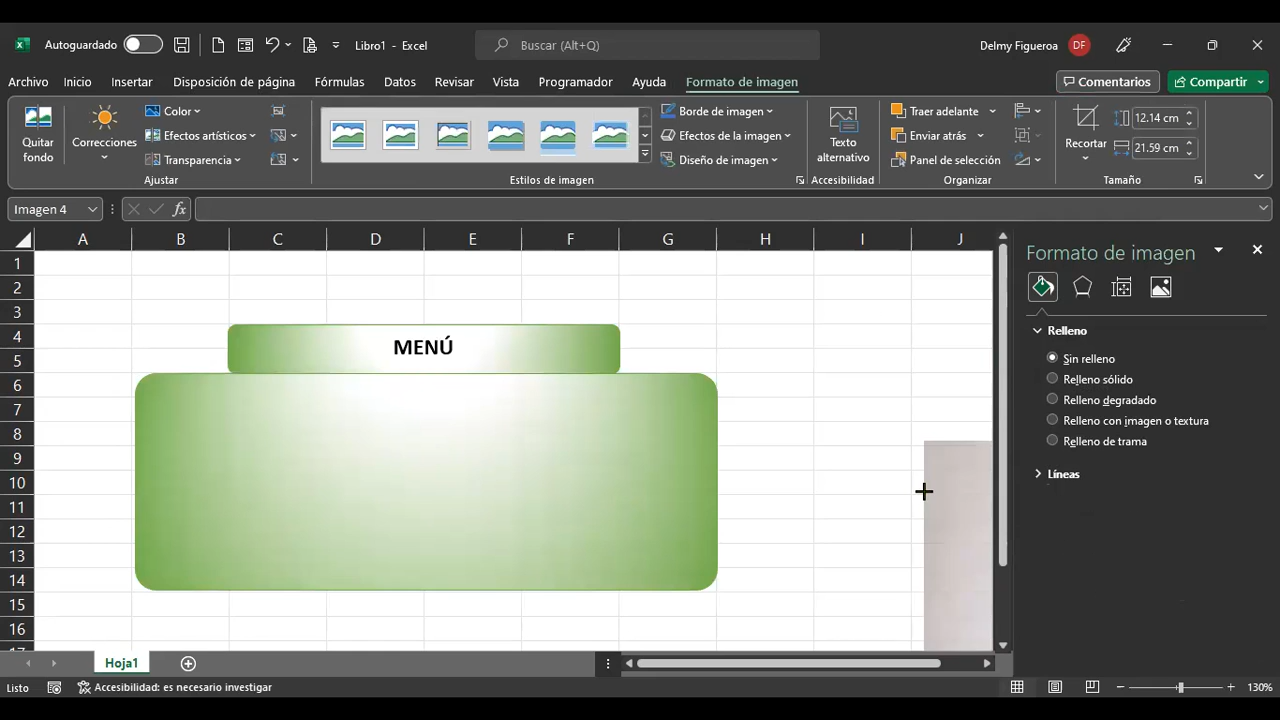 Autoguardado
Libro1 - Excel
Buscar (Alt+Q)
Delmy Figueroa
DF
Archivo Inicio Insertar Disposición de página Fórmulas Datos Revisar Vista Programador Ayuda Formato de imagen
Comentarios
Compartir
Quitar fondo
Correcciones
Color
Efectos artísticos
Transparencia
Ajustar
Estilos de imagen
Borde de imagen
Efectos de la imagen
Diseño de imagen
Texto alternativo
Accesibilidad
Traer adelante
Enviar atrás
Panel de selección
Organizar
Recortar
12.14 cm
21.59 cm
Tamaño
Imagen 4
fx
A B C D E F G H I J
1
2
3
4
5
6
7
8
9
10
11
12
13
14
15
16
17
MENÚ
Formato de imagen
Relleno
Sin relleno
Relleno sólido
Relleno degradado
Relleno con imagen o textura
Relleno de trama
Líneas
Hoja1
Listo
Accesibilidad: es necesario investigar
130%